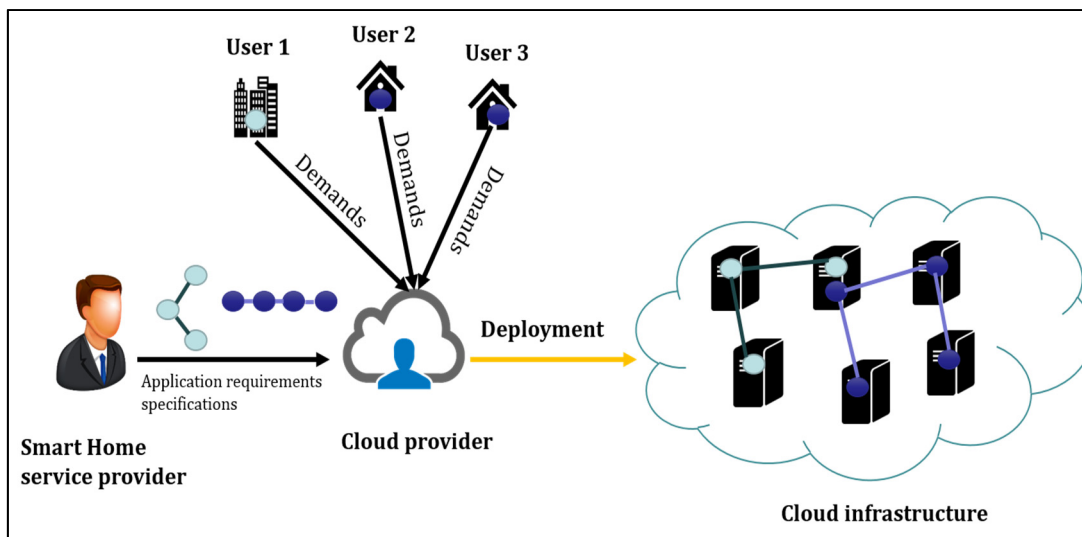 User 1
User 2
User 3
Demands
Demands
Demands
Deployment
Application requirements
specifications
Smart Home
service provider
Cloud provider
Cloud infrastructure